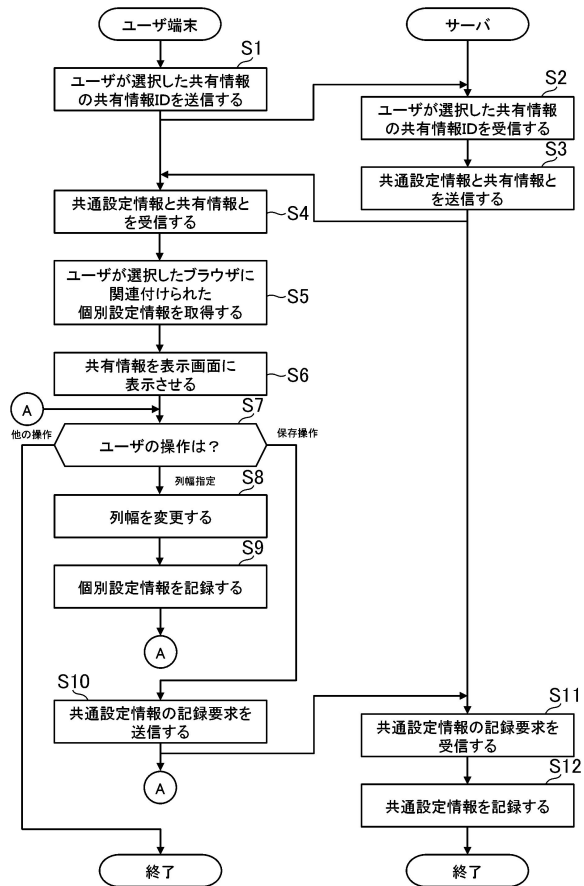 ユーザ端末
サーバ
S1
ユーザが選択した共有情報
の共有情報IDを送信する
S2
ユーザが選択した共有情報
の共有情報IDを受信する
S3
共通設定情報と共有情報と
を送信する
共通設定情報と共有情報と
を受信する
S4
ユーザが選択したブラウザに
関連付けられた
個別設定情報を取得する
S5
共有情報を表示画面に
表示させる
S6
A
S7
他の操作
保存操作
ユーザの操作は？
列幅指定
S8
列幅を変更する
S9
個別設定情報を記録する
A
S10
共通設定情報の記録要求を
送信する
S11
共通設定情報の記録要求を
受信する
A
S12
共通設定情報を記録する
終了
終了